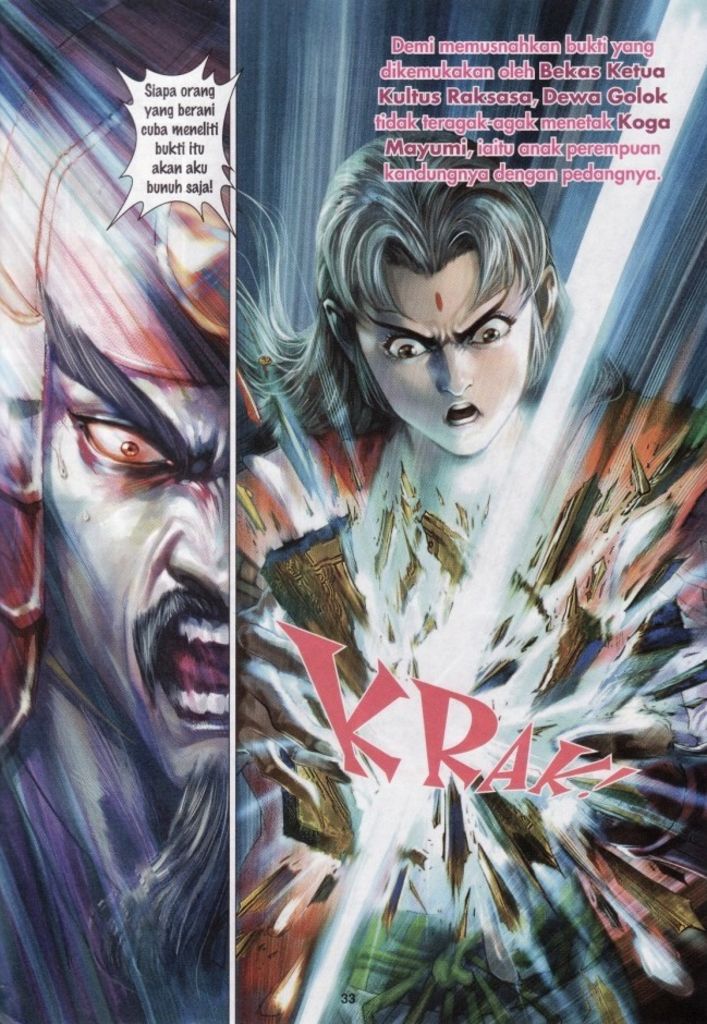 Siapa orang
yang berani
cuba meneliti
bukti itu
akan aku
bunuh saja!
Demi memusnahkan bukti yang
dikemukakan oleh Bekas Ketua
Kultus Raksasa, Dewa Golok
tidak teragak-agak menetak Koga
Mayumi, iaitu anak perempuan
kandungnya dengan pedangnya.
KRAK!
33